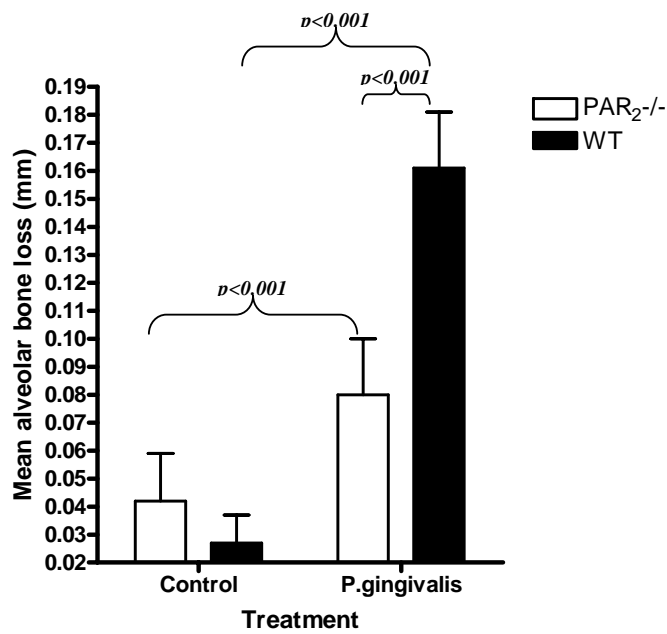 p<0.001
p<0.001
PAR₂-/-
WT
Mean alveolar bone loss (mm)
0.19
0.18
0.17
0.16
0.15
0.14
0.13
0.12
0.11
0.10
0.09
0.08
0.07
0.06
0.05
0.04
0.03
0.02
p<0.001
Control
P.gingivalis
Treatment